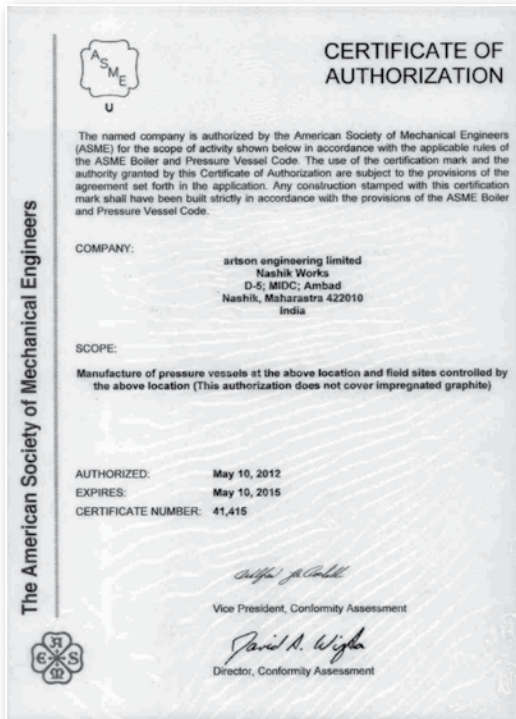 ASME
U
CERTIFICATE OF
AUTHORIZATION
The named company is authorized by the American Society of Mechanical Engineers
(ASME) for the scope of activity shown below in accordance with the applicable rules of
the ASME Boiler and Pressure Vessel Code. The use of the certification mark and the
authority granted by this Certificate of Authorization are subject to the provisions of the
agreement set forth in the application. Any construction stamped with this certification
mark shall have been built strictly in accordance with the provisions of the ASME Boiler
and Pressure Vessel Code.
COMPANY:
artson engineering limited
Nashik Works
D-5; MIDC; Ambad
Nashik, Maharastra 422010
India
SCOPE:
Manufacture of pressure vessels at the above location and field sites controlled by
the above location (This authorization does not cover impregnated graphite)
AUTHORIZED: May 10, 2012
EXPIRES: May 10, 2015
CERTIFICATE NUMBER: 41,415
Vice President, Conformity Assessment
Director, Conformity Assessment
The American Society of Mechanical Engineers
ASME